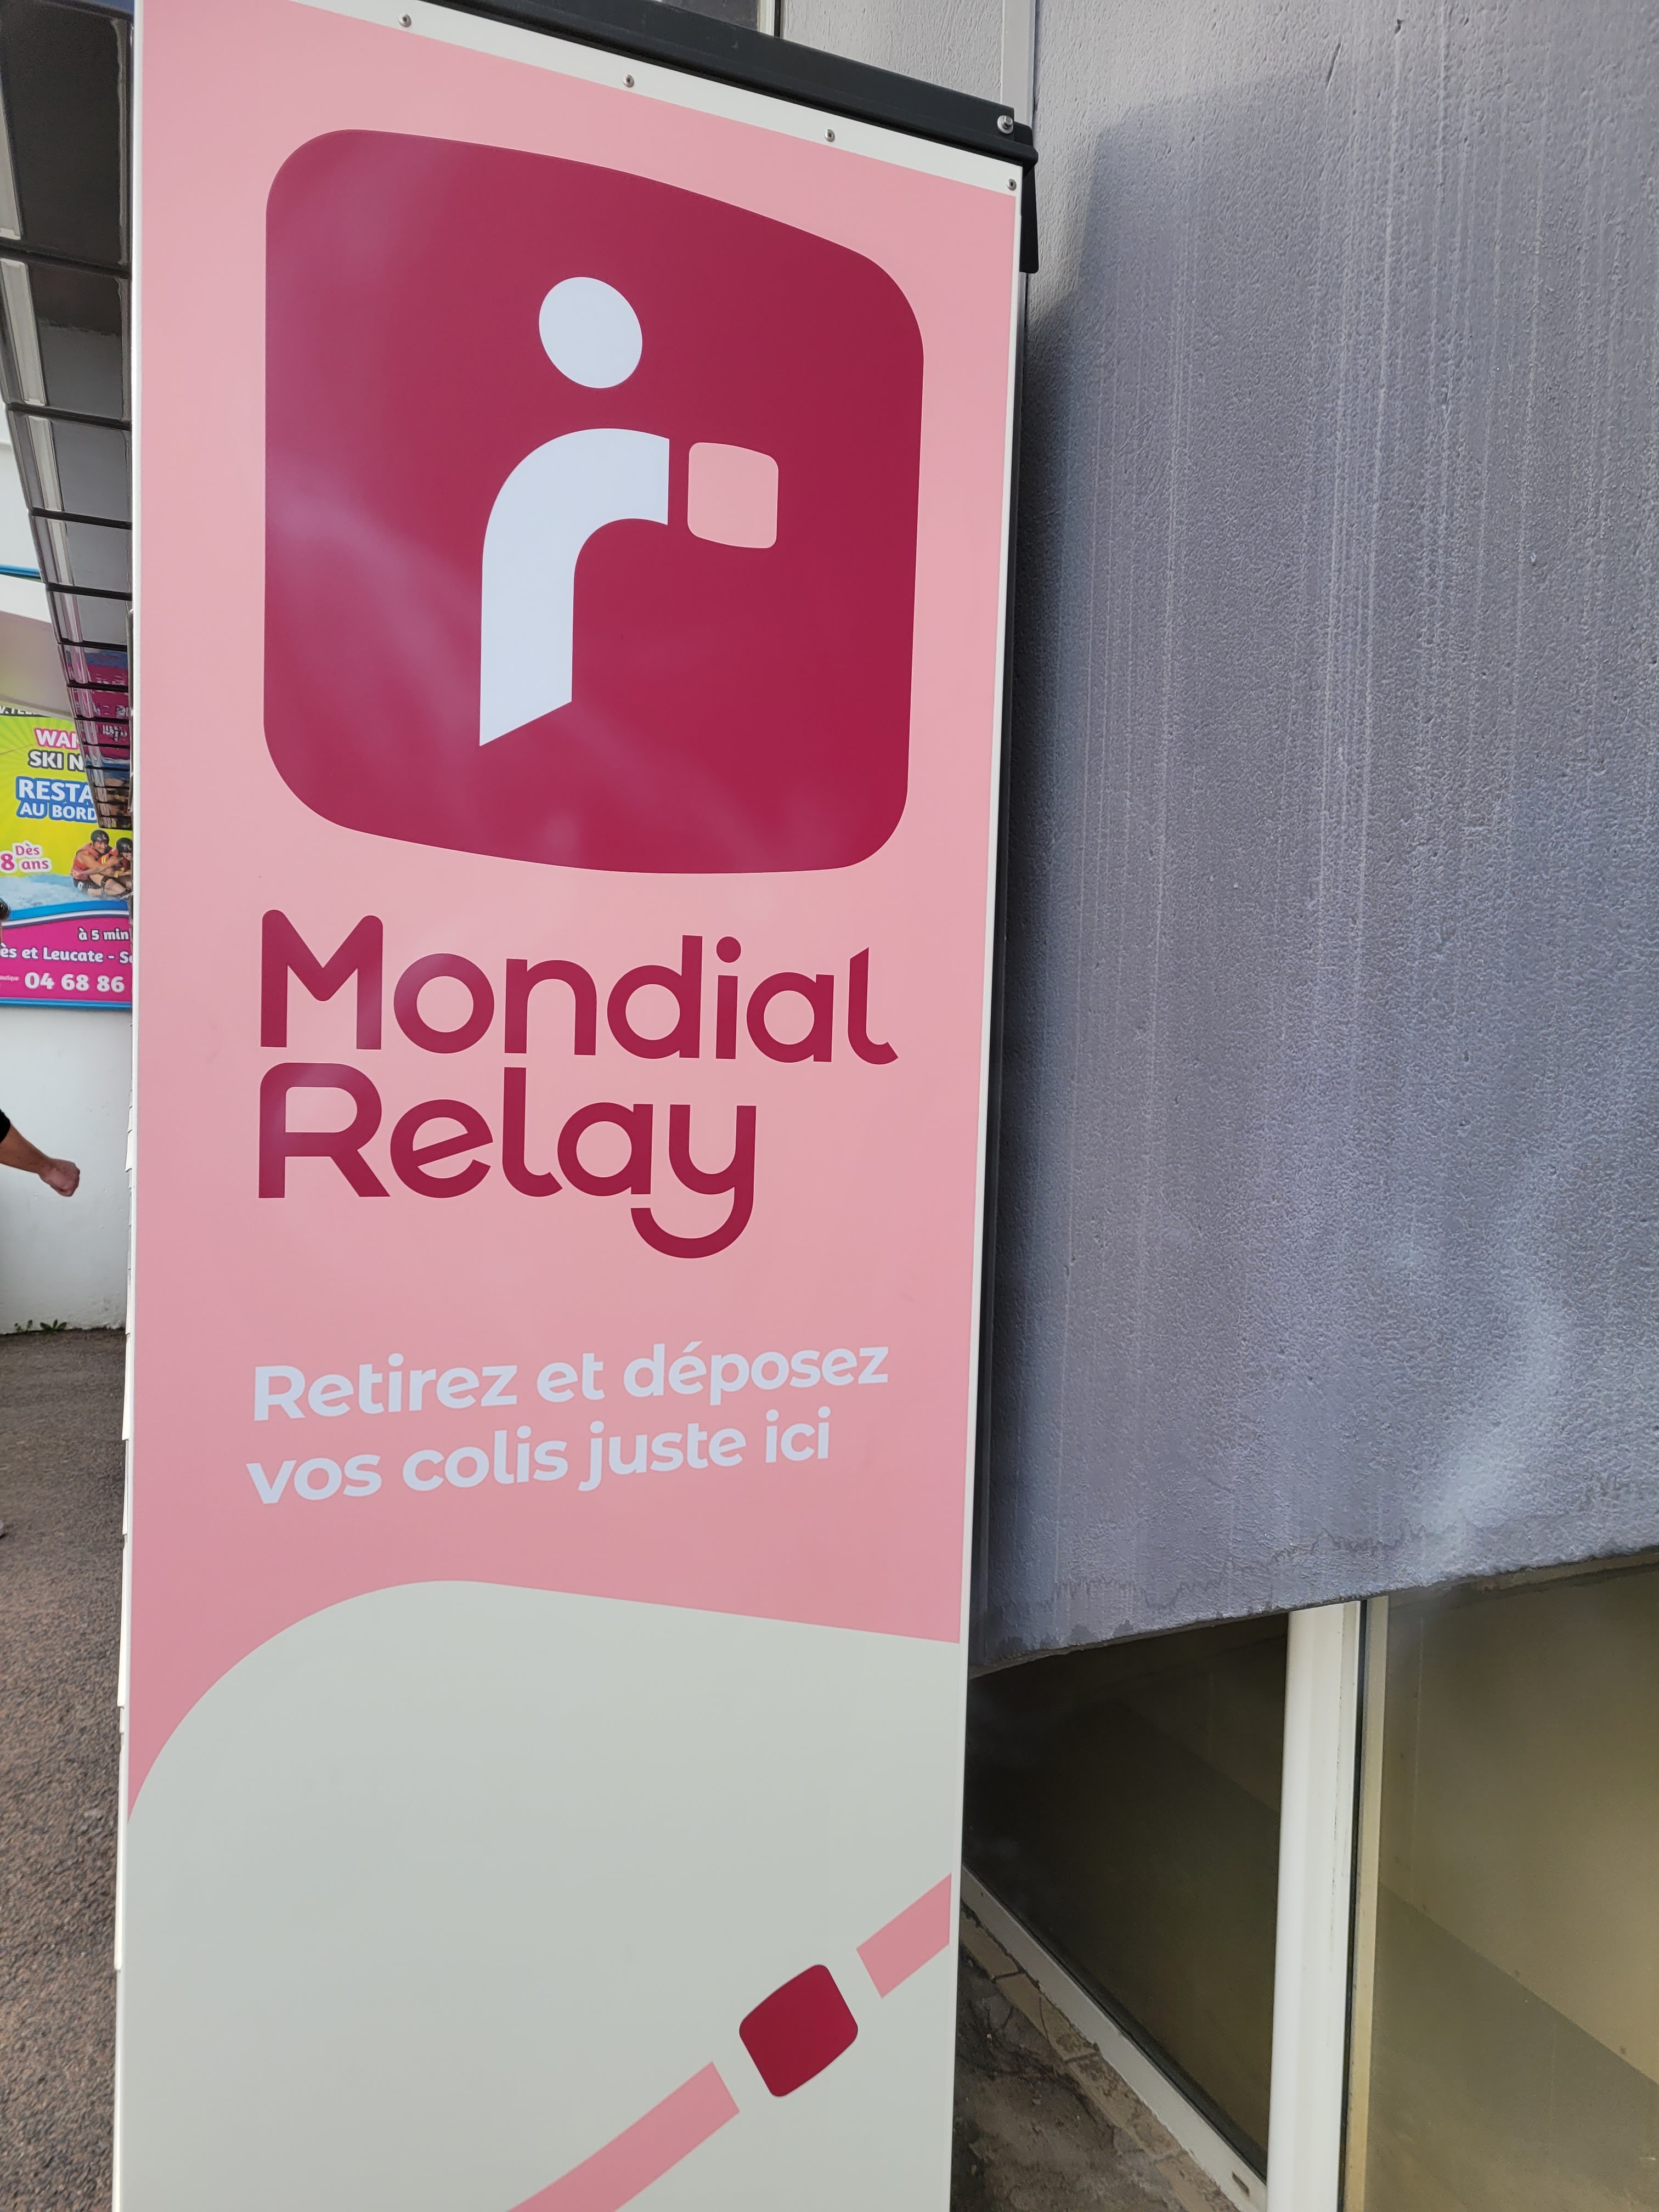 Mondial
Relay
Retirez et déposez
vos colis juste ici
SKI N
RESTA
AU BORD
Dès
8 ans
à 5 min
ès et Leucate - S
04 68 86